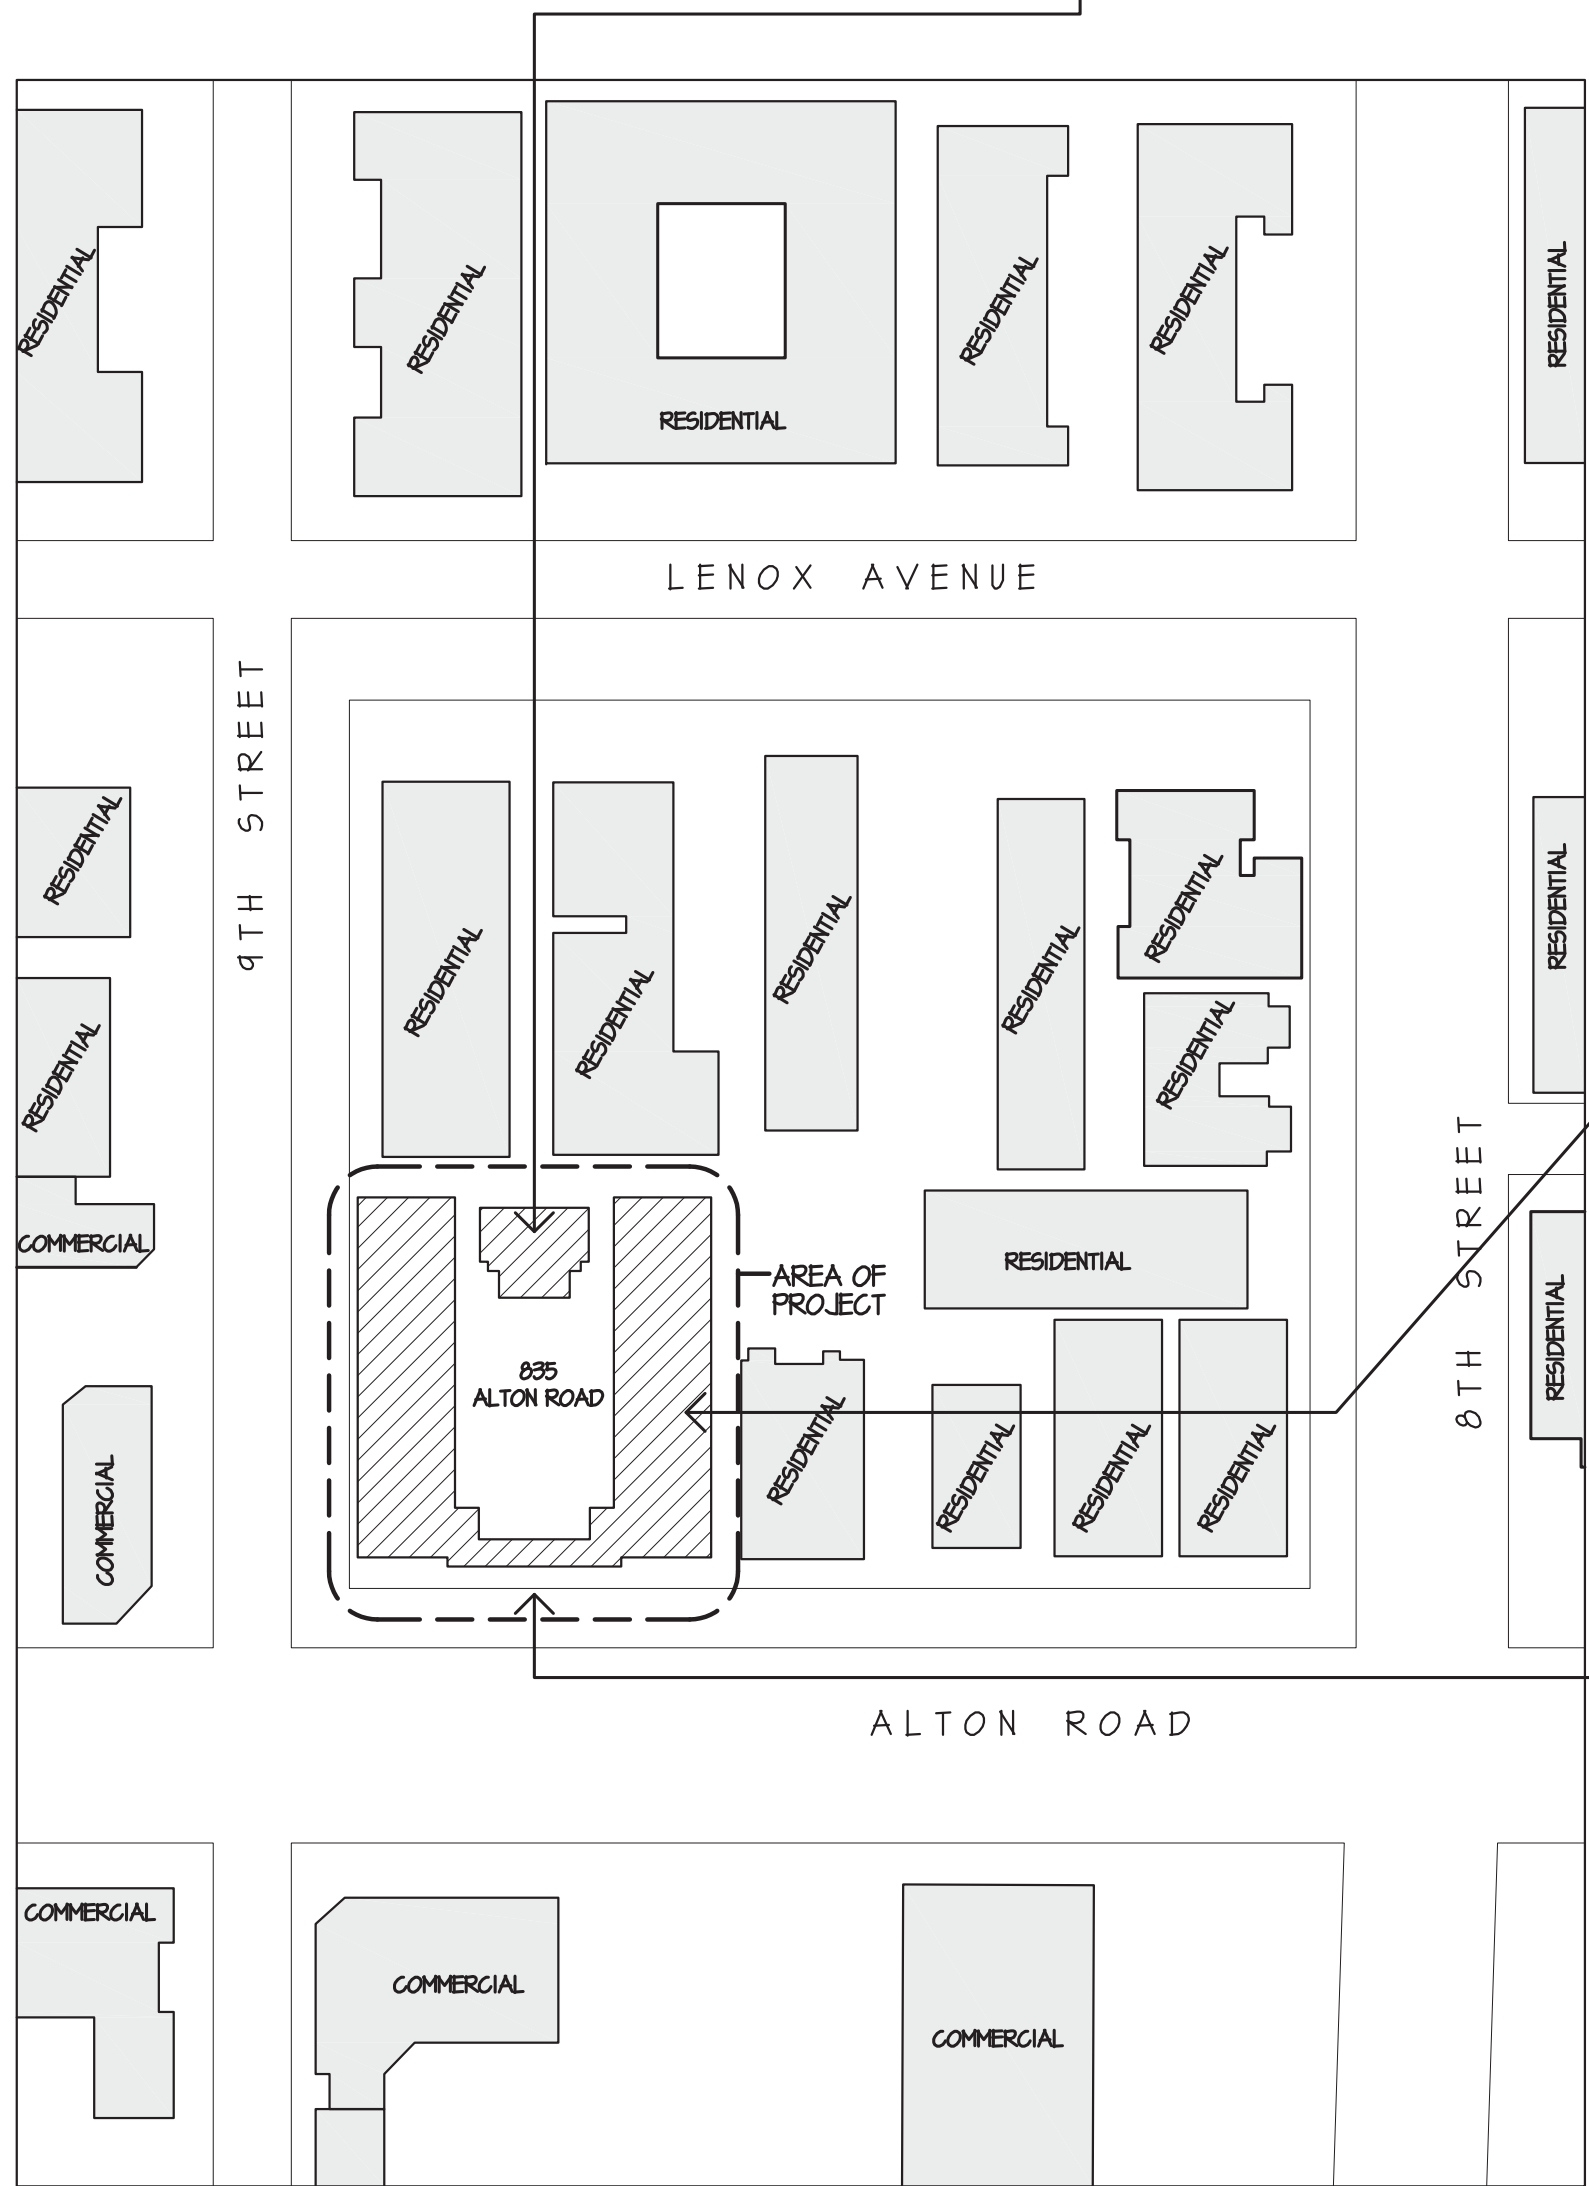 RESIDENTIAL
RESIDENTIAL
RESIDENTIAL
RESIDENTIAL
RESIDENTIAL
RESIDENTIAL
LENOX AVENUE
9TH STREET
RESIDENTIAL
RESIDENTIAL
RESIDENTIAL
RESIDENTIAL
RESIDENTIAL
RESIDENTIAL
RESIDENTIAL
RESIDENTIAL
RESIDENTIAL
RESIDENTIAL
COMMERCIAL
RESIDENTIAL
AREA OF
PROJECT
8TH STREET
RESIDENTIAL
835
ALTON ROAD
RESIDENTIAL
RESIDENTIAL
RESIDENTIAL
RESIDENTIAL
COMMERCIAL
ALTON ROAD
COMMERCIAL
COMMERCIAL
COMMERCIAL